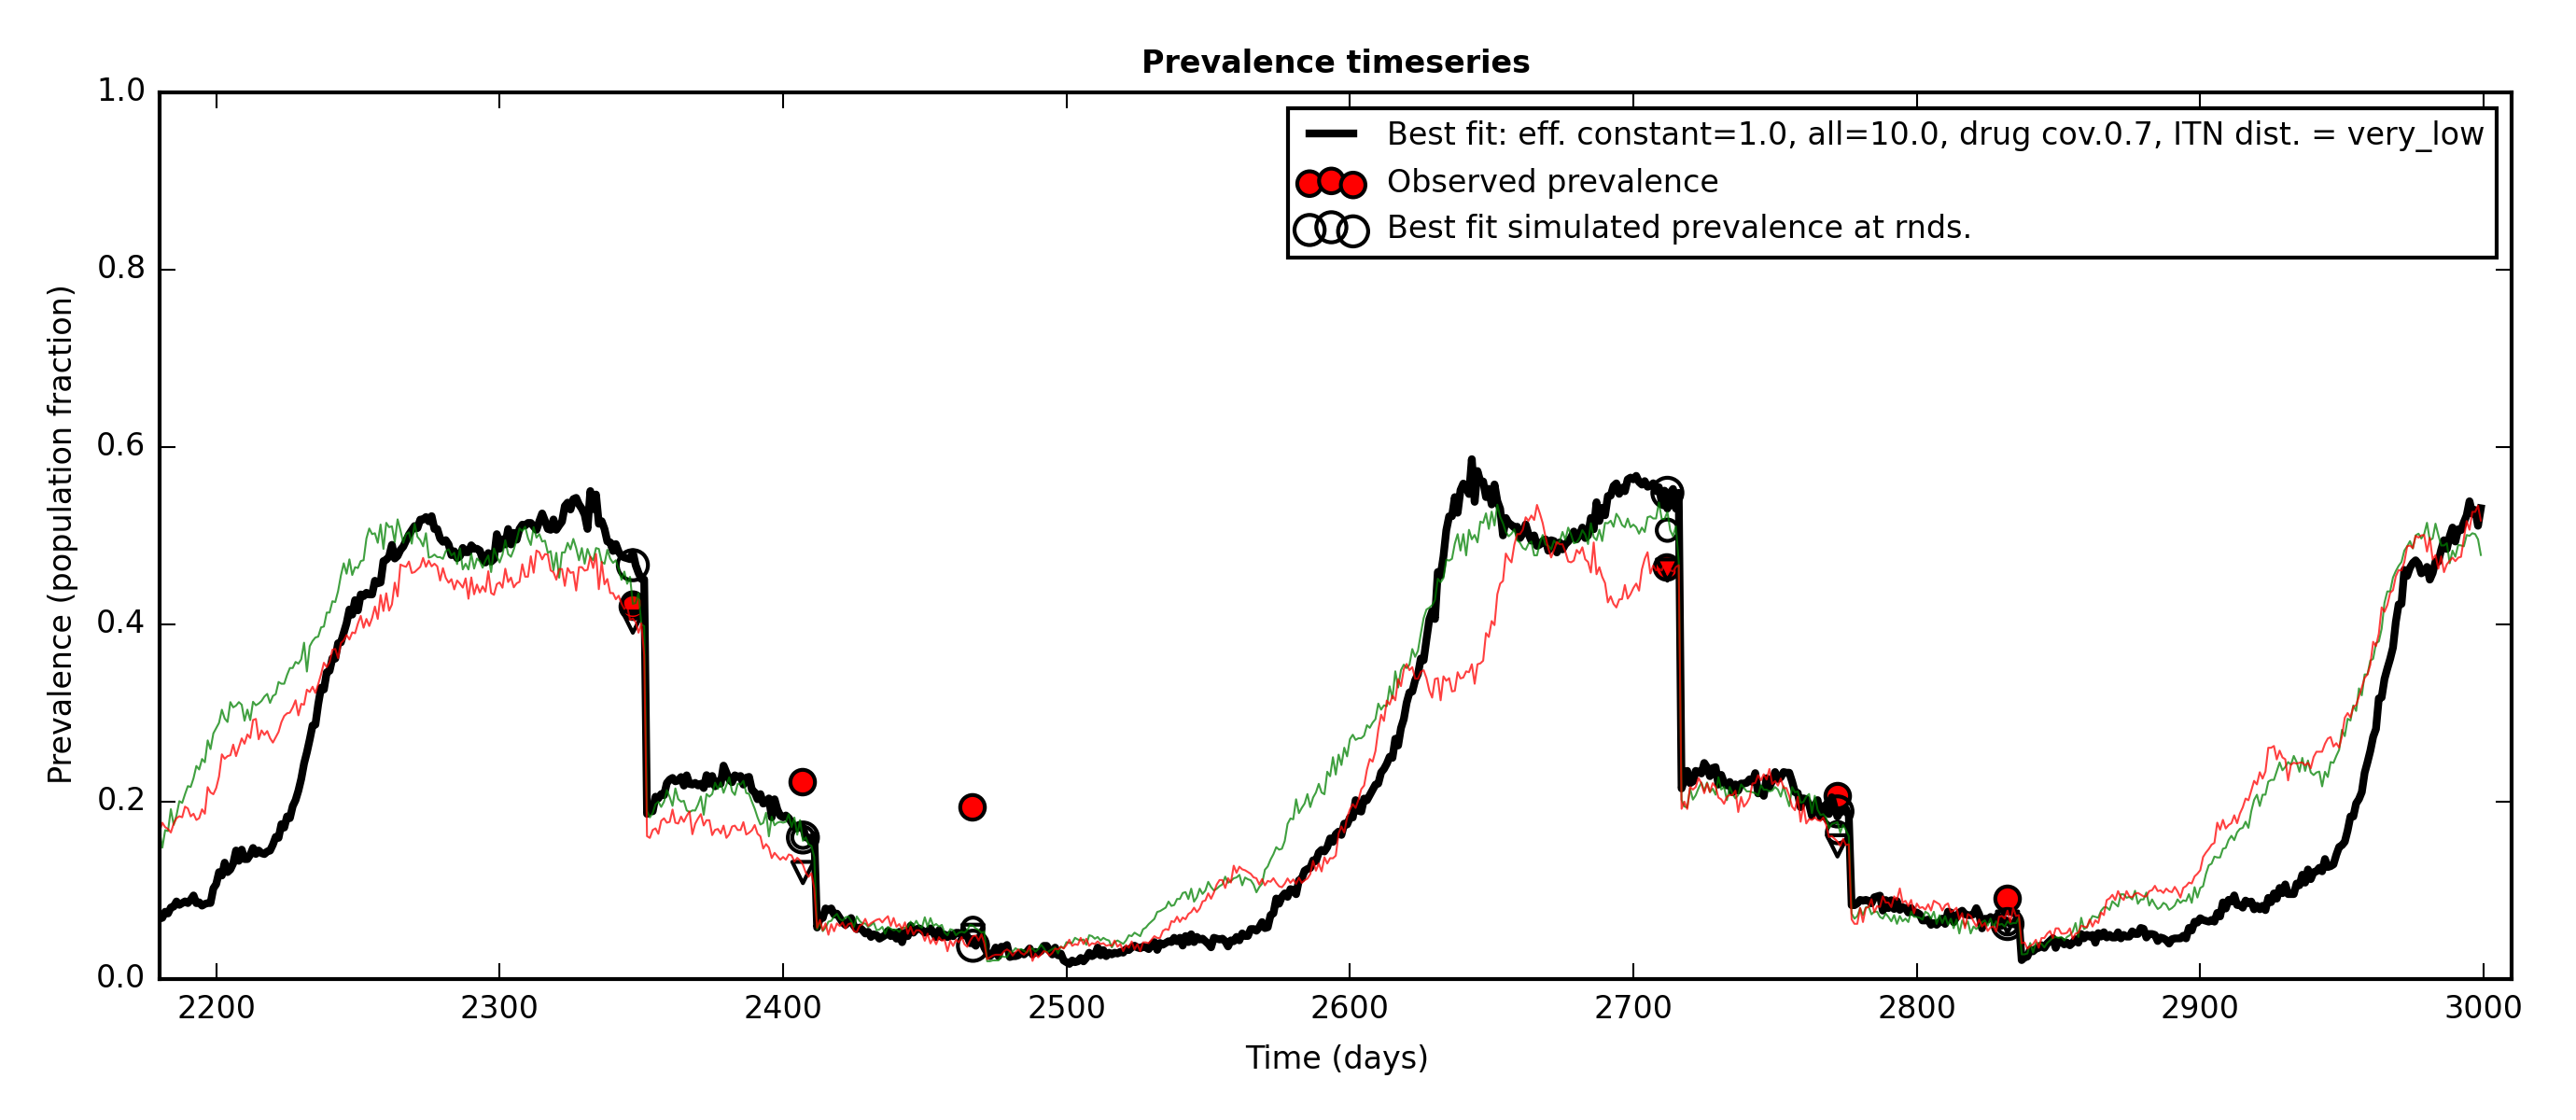 Prevalence timeseries
Best fit: eff. constant=1.0, all=10.0, drug cov.0.7, ITN dist. = very_low
Observed prevalence
Best fit simulated prevalence at rnds.
Prevalence (population fraction)
1.0
0.8
0.6
0.4
0.2
0.0
2200 2300 2400 2500 2600 2700 2800 2900 3000
Time (days)